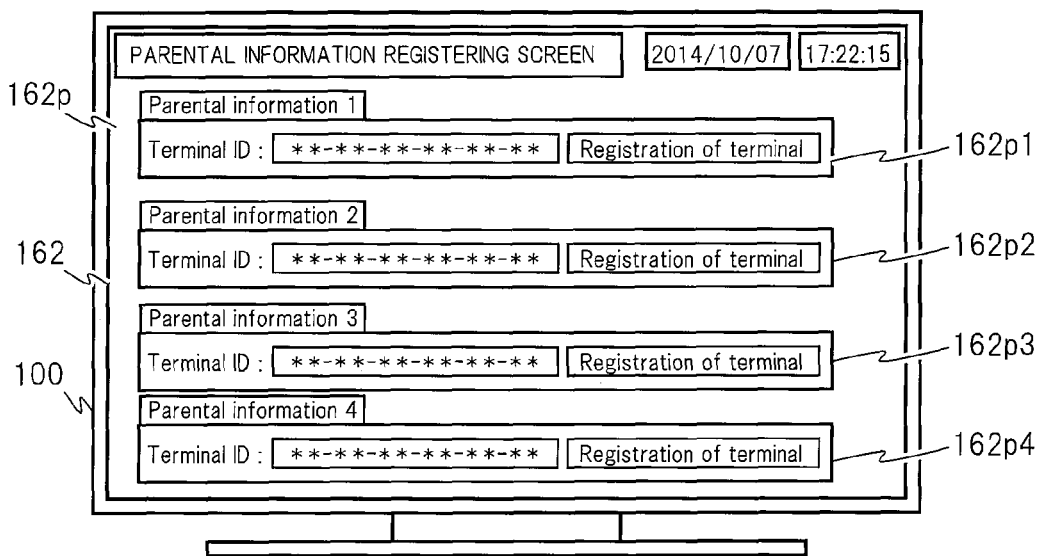 PARENTAL INFORMATION REGISTERING SCREEN 2014/10/07 17:22:15
162p
Parental information 1
Terminal ID : **-**-**-**-**-** Registration of terminal
162p1
Parental information 2
Terminal ID : **-**-**-**-**-** Registration of terminal
162p2
162
Parental information 3
Terminal ID : **-**-**-**-**-** Registration of terminal
162p3
100
Parental information 4
Terminal ID : **-**-**-**-**-** Registration of terminal
162p4